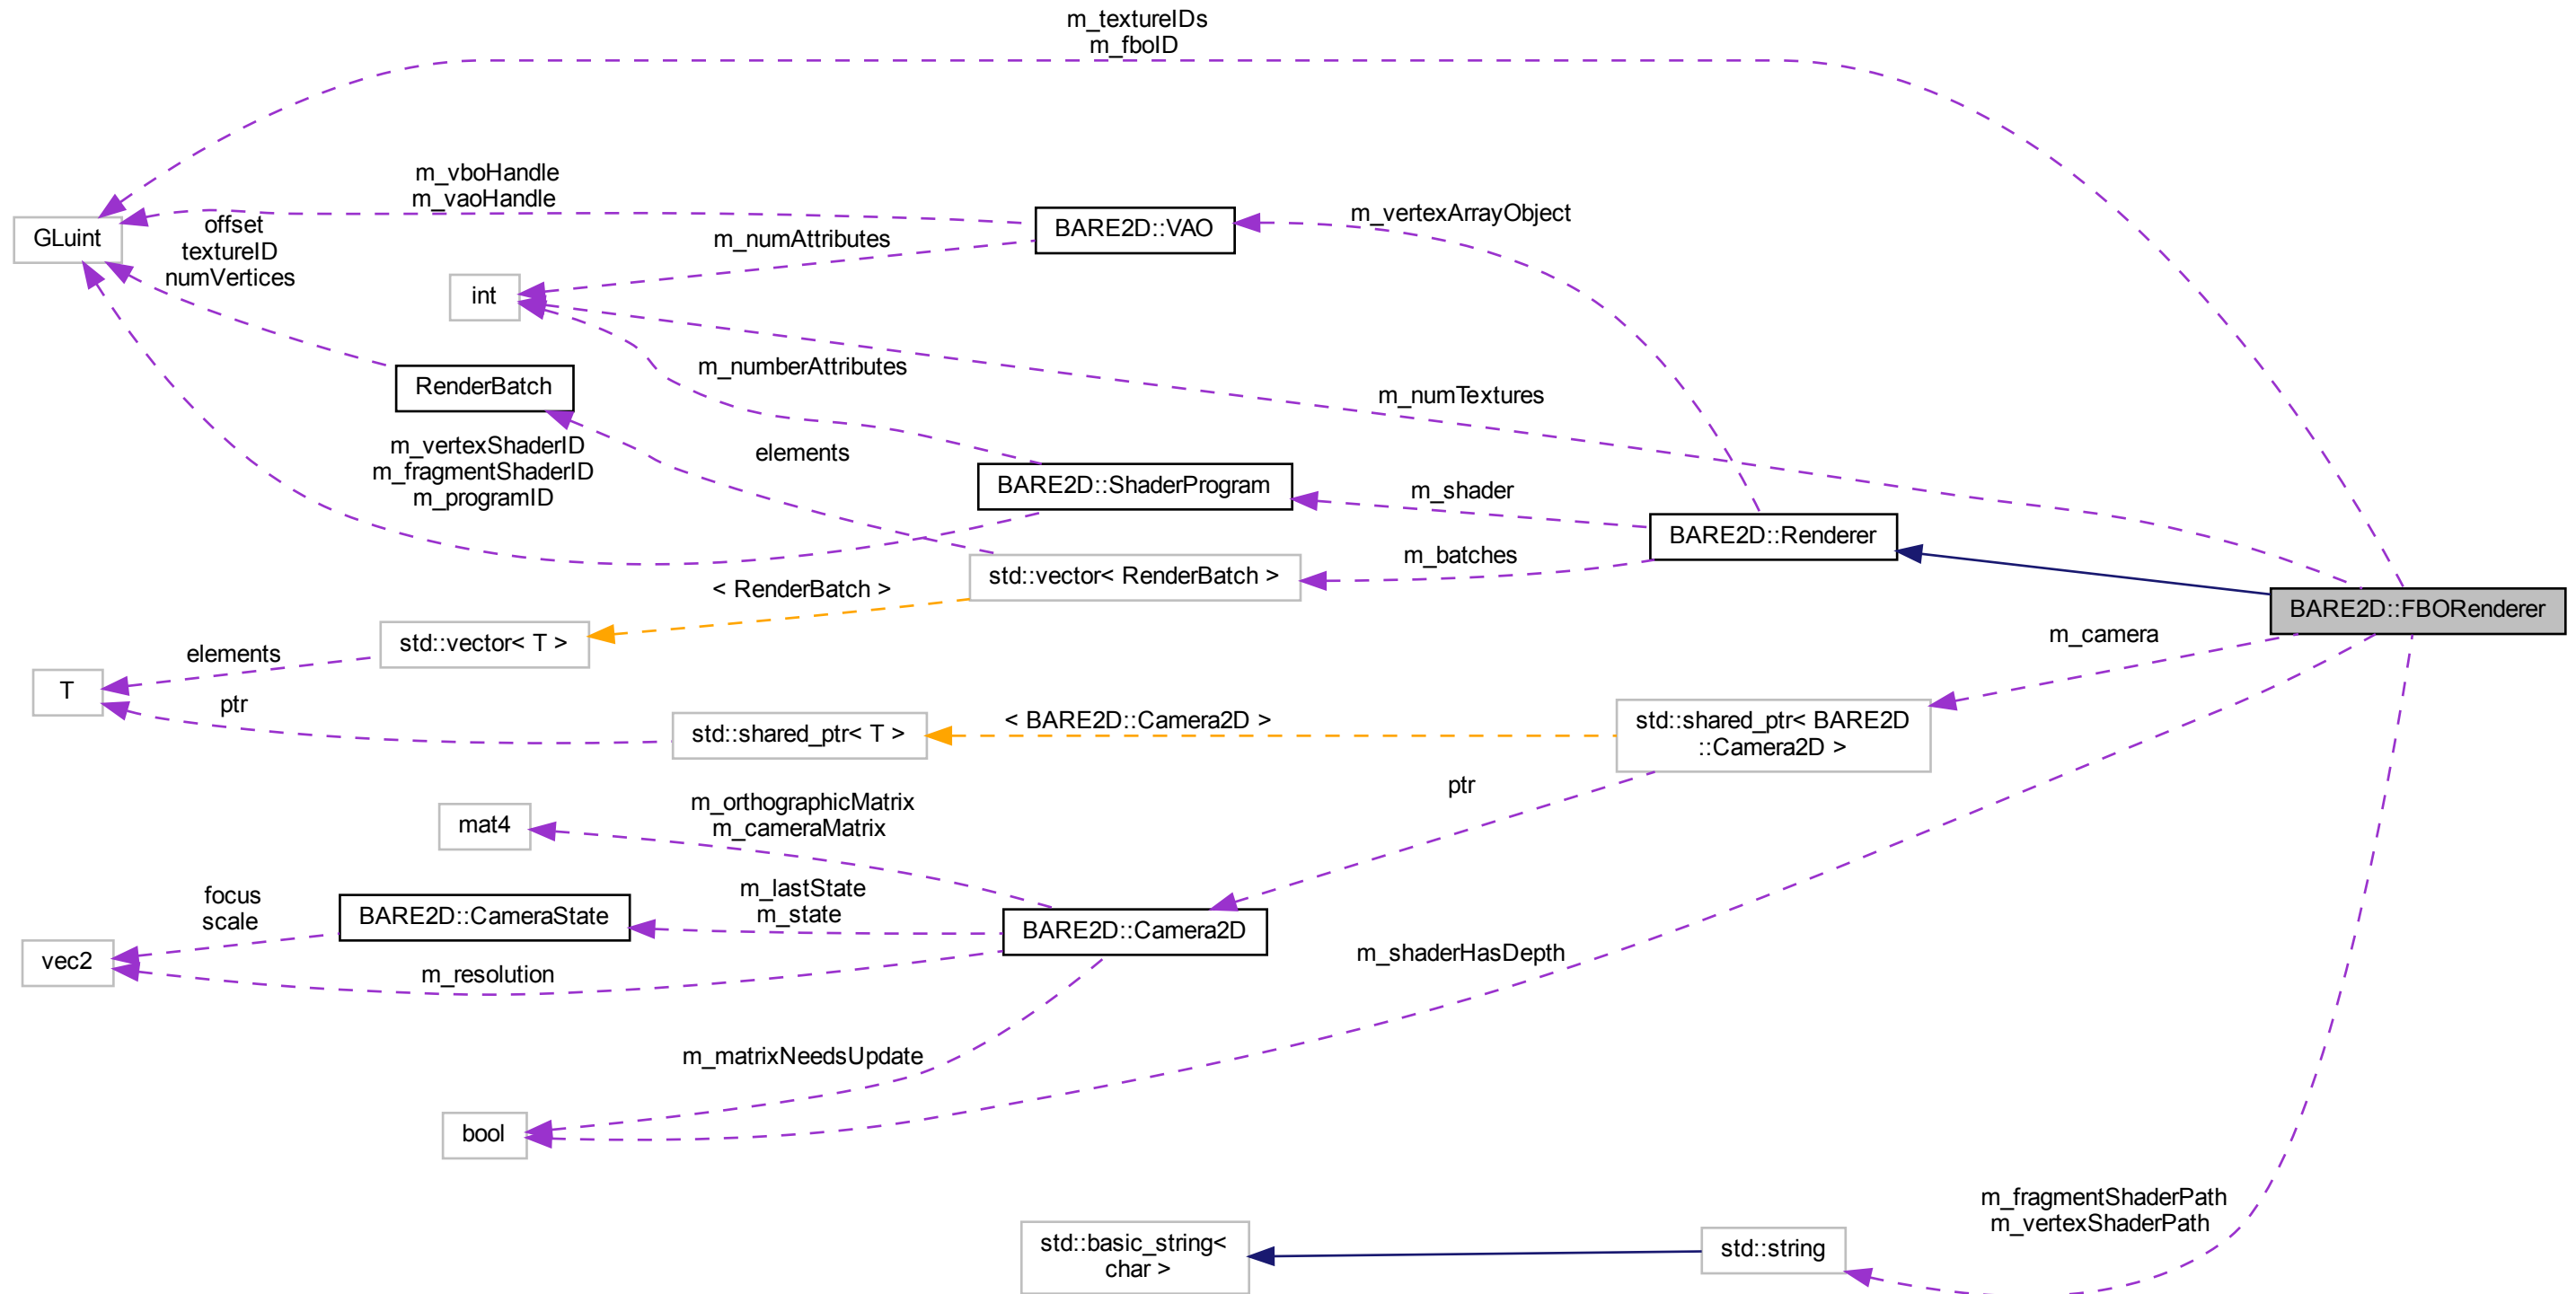 m_textureIDs
m_fboID
m_vboHandle
m_vaoHandle
m_vertexArrayObject
GLuint
offset
textureID
numVertices
BARE2D::VAO
m_numAttributes
int
RenderBatch
m_numberAttributes
m_numTextures
m_vertexShaderID
m_fragmentShaderID
m_programID
elements
BARE2D::ShaderProgram
m_shader
BARE2D::Renderer
m_batches
std::vector< RenderBatch >
< RenderBatch >
BARE2D::FBORenderer
std::vector< T >
m_camera
elements
T
ptr
std::shared_ptr< T >
< BARE2D::Camera2D >
std::shared_ptr< BARE2D
::Camera2D >
ptr
mat4
m_orthographicMatrix
m_cameraMatrix
focus
scale
BARE2D::CameraState
m_lastState
m_state
BARE2D::Camera2D
vec2
m_resolution
m_shaderHasDepth
m_matrixNeedsUpdate
bool
m_fragmentShaderPath
m_vertexShaderPath
std::basic_string<
char >
std::string